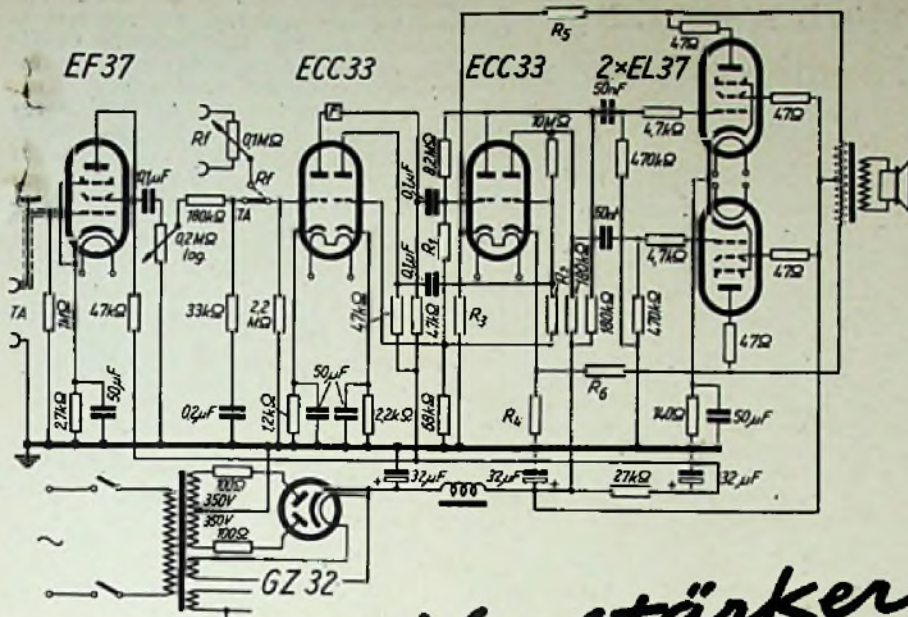 EF37
ECC33
ECC33
2×EL37
R5
47Ω
50nF
10MΩ
47Ω
Rf
0,1MΩ
8,2MΩ
4,7kΩ
470kΩ
0,1µF
Rf
0,1µF
180kΩ
TA
0,2MΩ
log.
R1
50nF
4,7kΩ
47Ω
TA
1MΩ
47kΩ
33kΩ
2,2
MΩ
47kΩ
0,1µF
47kΩ
R3
R2
180kΩ
180kΩ
470kΩ
47Ω
R6
2,7kΩ
50µF
0,2µF
1,2kΩ
50µF
2,2kΩ
68kΩ
R4
140Ω
50µF
100Ω
350V
350V
100Ω
32µF
32µF
27kΩ
32µF
+
+
+
~
GZ 32